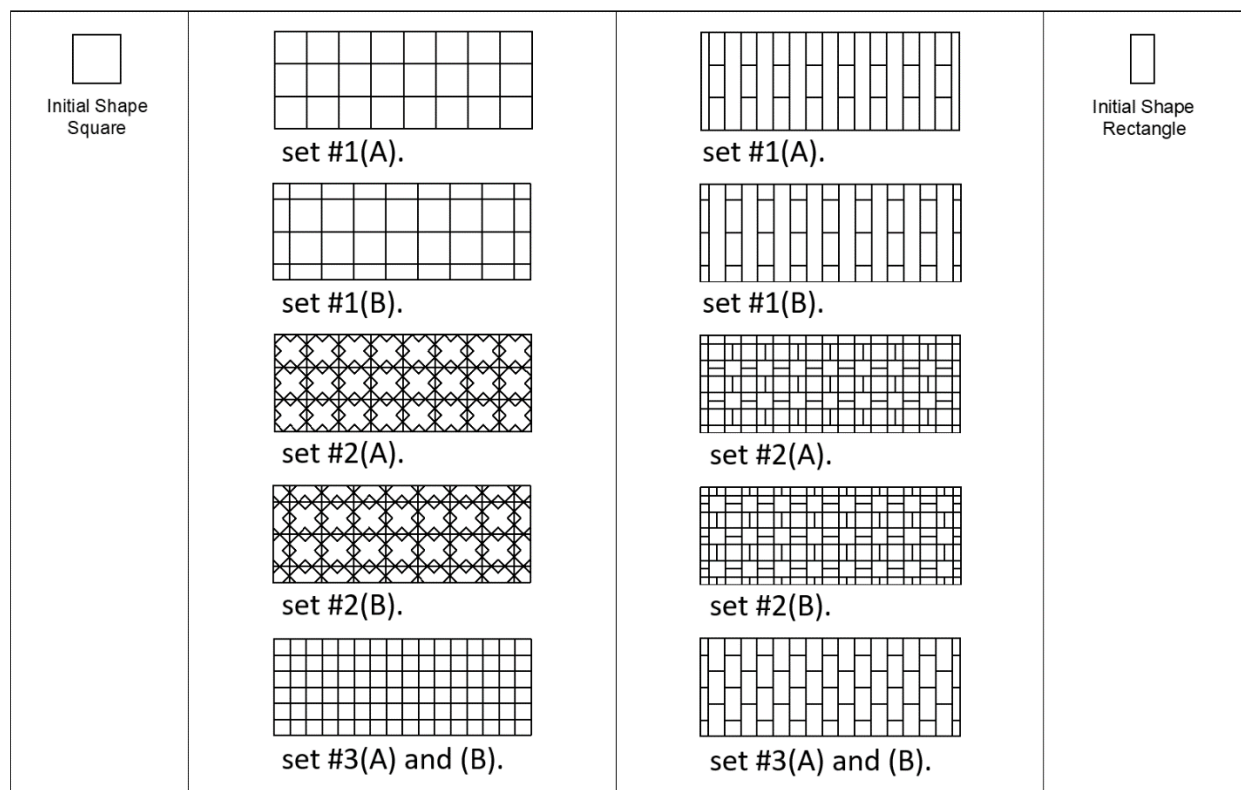 Initial Shape
Square
set #1(A).
set #1(B).
set #2(A).
set #2(B).
set #3(A) and (B).
set #1(A).
set #1(B).
set #2(A).
set #2(B).
set #3(A) and (B).
Initial Shape
Rectangle